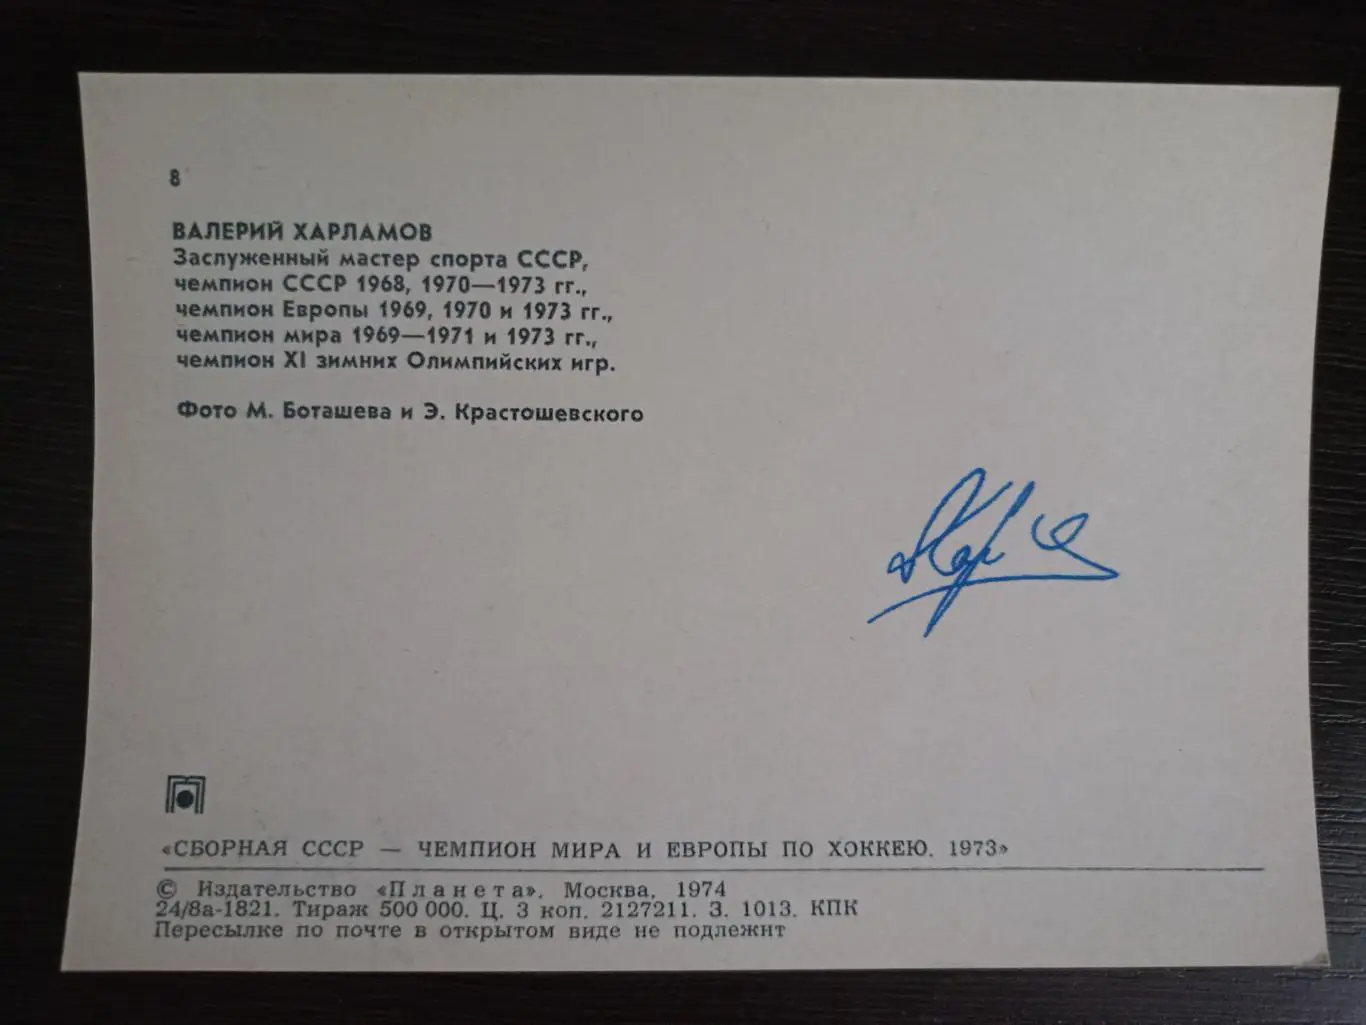 8
ВАЛЕРИЙ ХАРЛАМОВ
Заслуженный мастер спорта СССР,
чемпион СССР 1968, 1970—1973 гг.,
чемпион Европы 1969, 1970 и 1973 гг.,
чемпион мира 1969—1971 и 1973 гг.,
чемпион XI зимних Олимпийских игр.
Фото М. Боташева и Э. Крастошевского
«СБОРНАЯ СССР — ЧЕМПИОН МИРА И ЕВРОПЫ ПО ХОККЕЮ. 1973»
© Издательство «Планета». Москва, 1974
24/8а-1821. Тираж 500 000. Ц. 3 коп. 2127211. З. 1013. КПК
Пересылке по почте в открытом виде не подлежит